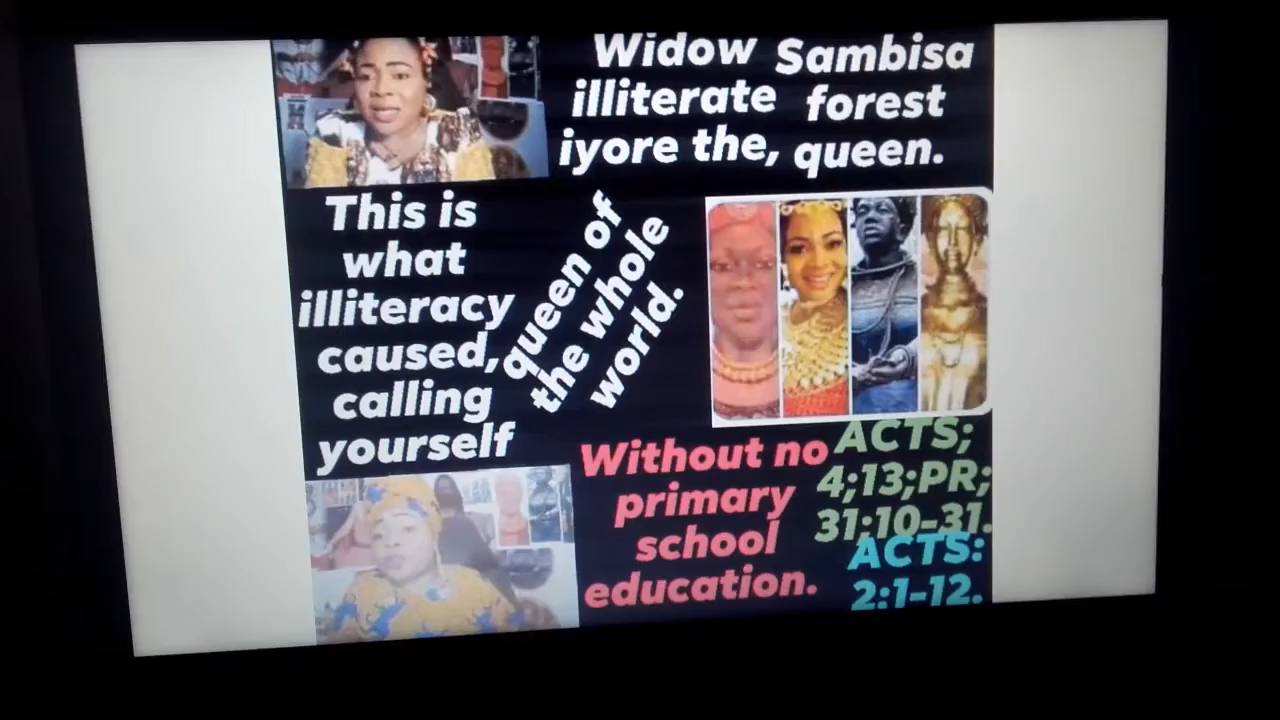 Widow
illiterate
iyore the,
Sambisa
forest
queen.
This is
what
illiteracy
caused,
calling
yourself
queen of
the whole
world.
Without no
primary
school
education.
ACTS;
4;13;PR;
31;10-31.
ACTS:
2:1-12.